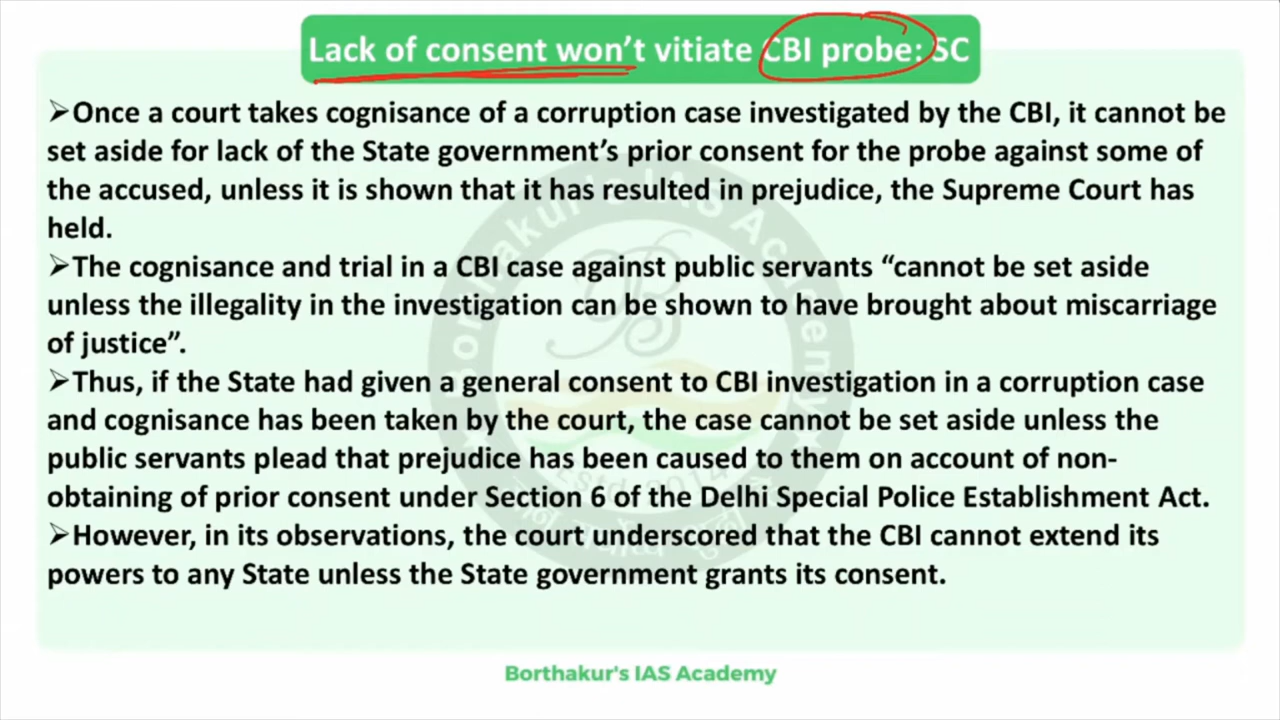 Lack of consent won't vitiate CBI probe: SC
➢Once a court takes cognisance of a corruption case investigated by the CBI, it cannot be
set aside for lack of the State government's prior consent for the probe against some of
the accused, unless it is shown that it has resulted in prejudice, the Supreme Court has
held.
➢The cognisance and trial in a CBI case against public servants “cannot be set aside
unless the illegality in the investigation can be shown to have brought about miscarriage
of justice”.
➢Thus, if the State had given a general consent to CBI investigation in a corruption case
and cognisance has been taken by the court, the case cannot be set aside unless the
public servants plead that prejudice has been caused to them on account of non-
obtaining of prior consent under Section 6 of the Delhi Special Police Establishment Act.
➢However, in its observations, the court underscored that the CBI cannot extend its
powers to any State unless the State government grants its consent.
Borthakur's IAS Academy
Estd. 2014
Borthakur's IAS Academy